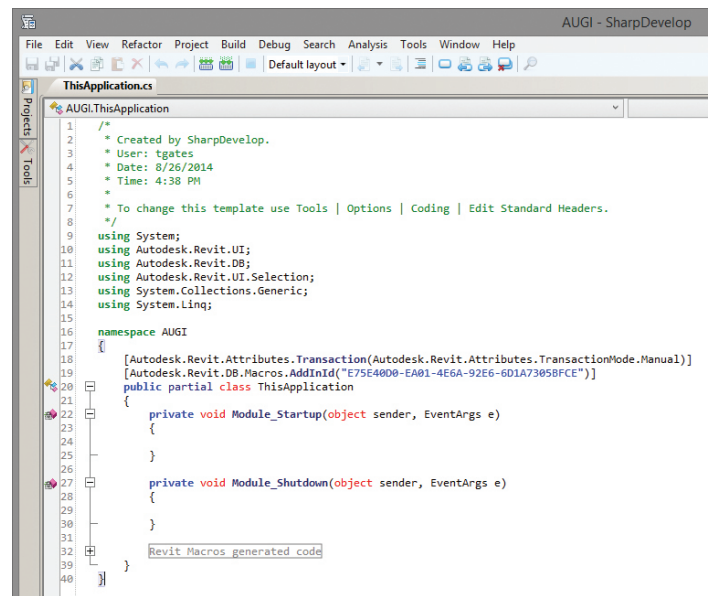 AUGI - SharpDevelop
File Edit View Refactor Project Build Debug Search Analysis Tools Window Help
Default layout
ThisApplication.cs
Projects
Tools
AUGI.ThisApplication
1 /*
2 * Created by SharpDevelop.
3 * User: tgates
4 * Date: 8/26/2014
5 * Time: 4:38 PM
6 *
7 * To change this template use Tools | Options | Coding | Edit Standard Headers.
8 */
9 using System;
10 using Autodesk.Revit.UI;
11 using Autodesk.Revit.DB;
12 using Autodesk.Revit.UI.Selection;
13 using System.Collections.Generic;
14 using System.Linq;
15
16 namespace AUGI
17 {
18 [Autodesk.Revit.Attributes.Transaction(Autodesk.Revit.Attributes.TransactionMode.Manual)]
19 [Autodesk.Revit.DB.Macros.AddInId("E75E40D0-EA01-4E6A-92E6-6D1A7305BFCE")]
20 public partial class ThisApplication
21 {
22 private void Module_Startup(object sender, EventArgs e)
23 {
24
25 }
26
27 private void Module_Shutdown(object sender, EventArgs e)
28 {
29
30 }
31
32 Revit Macros generated code
39 }
40 }